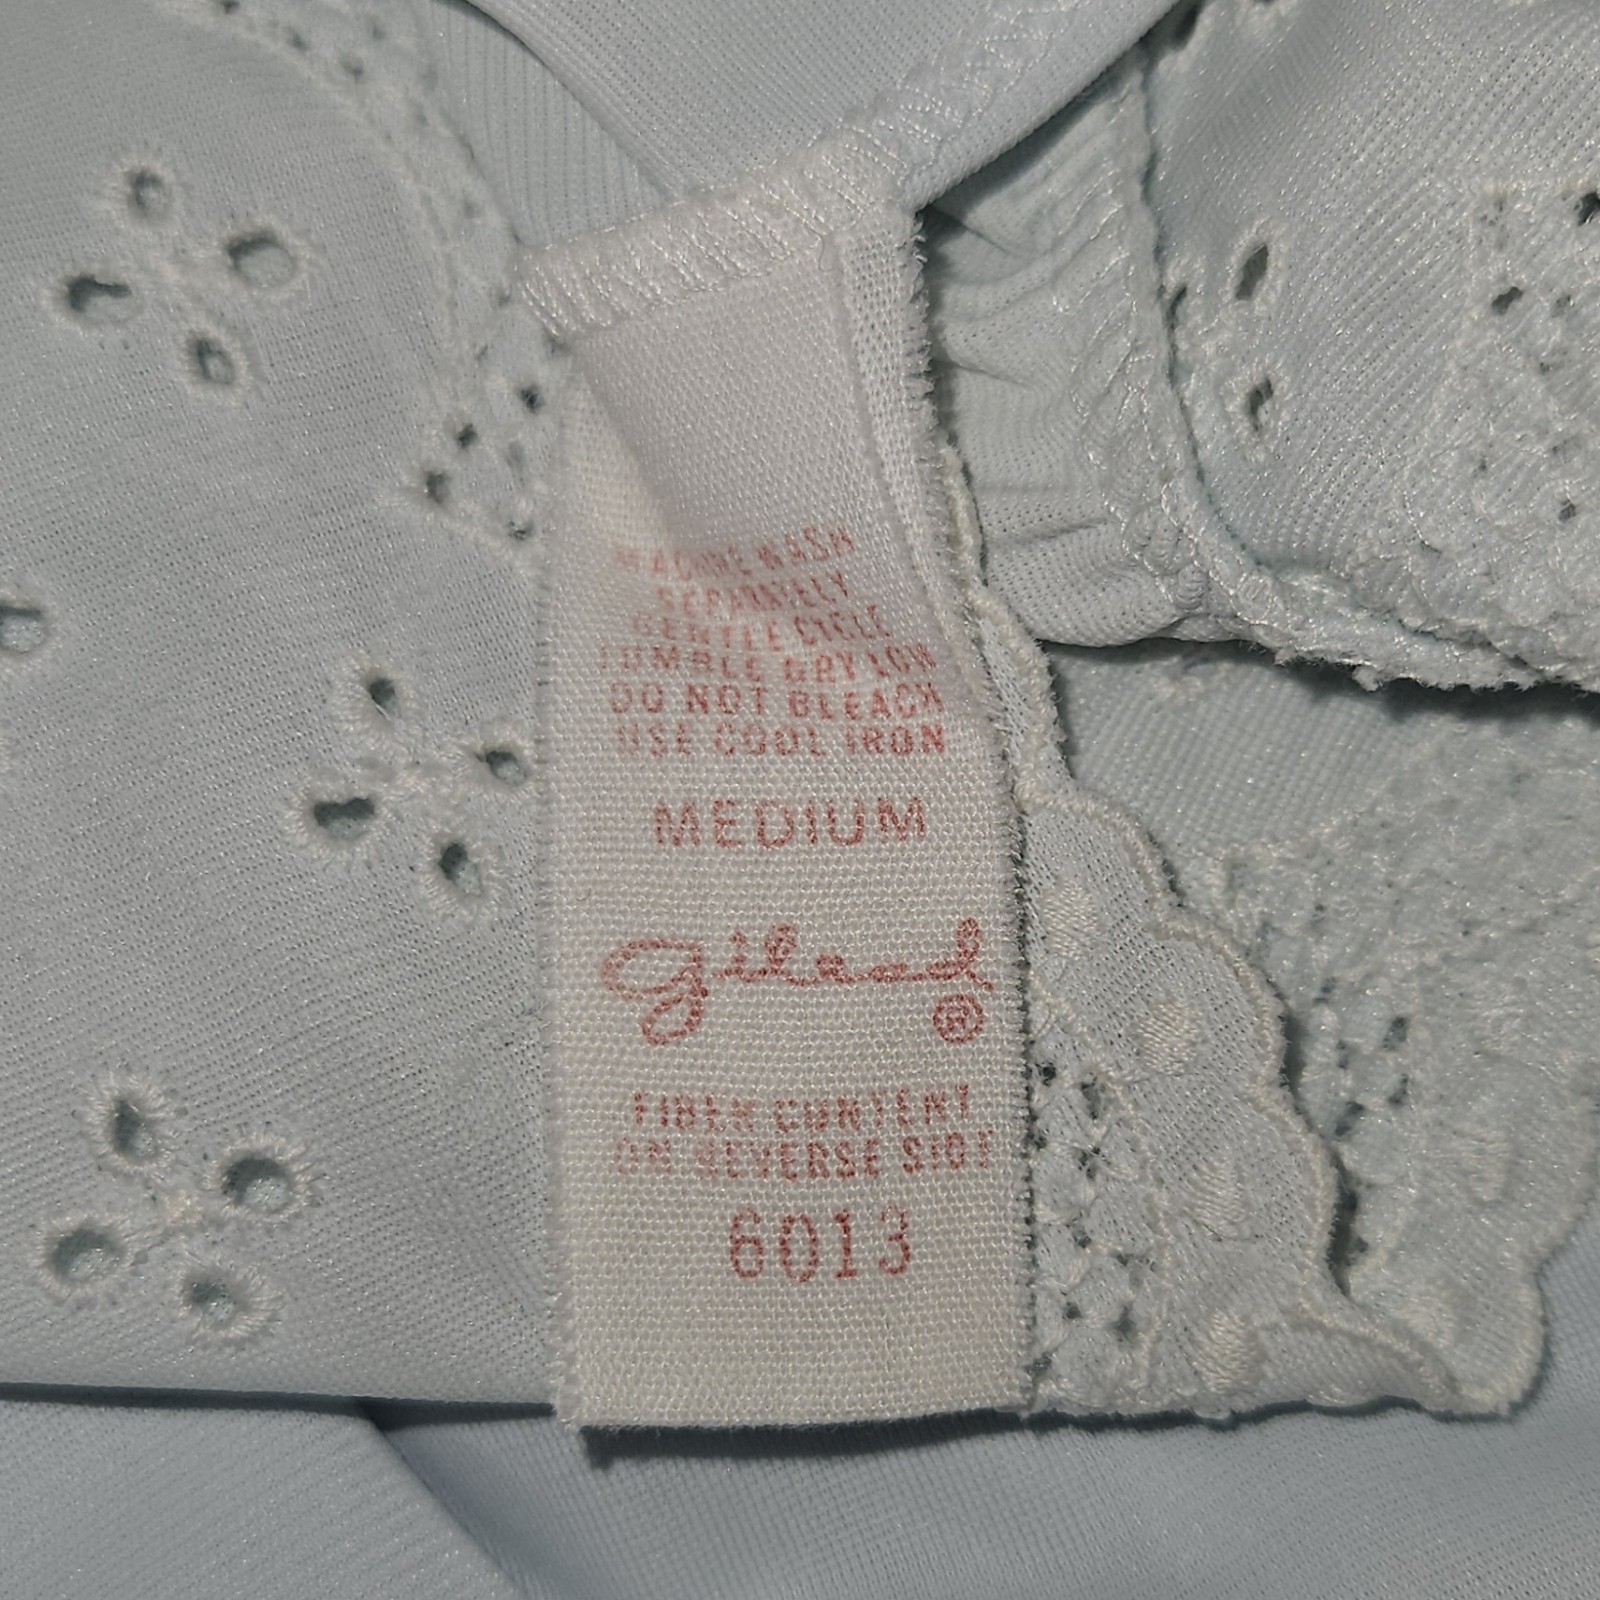 MACHINE WASH
SEPARATELY
GENTLE CYCLE
TUMBLE DRY LOW
DO NOT BLEACH
USE COOL IRON
MEDIUM
gilead
®
FIBER CONTENT
ON REVERSE SIDE
6013